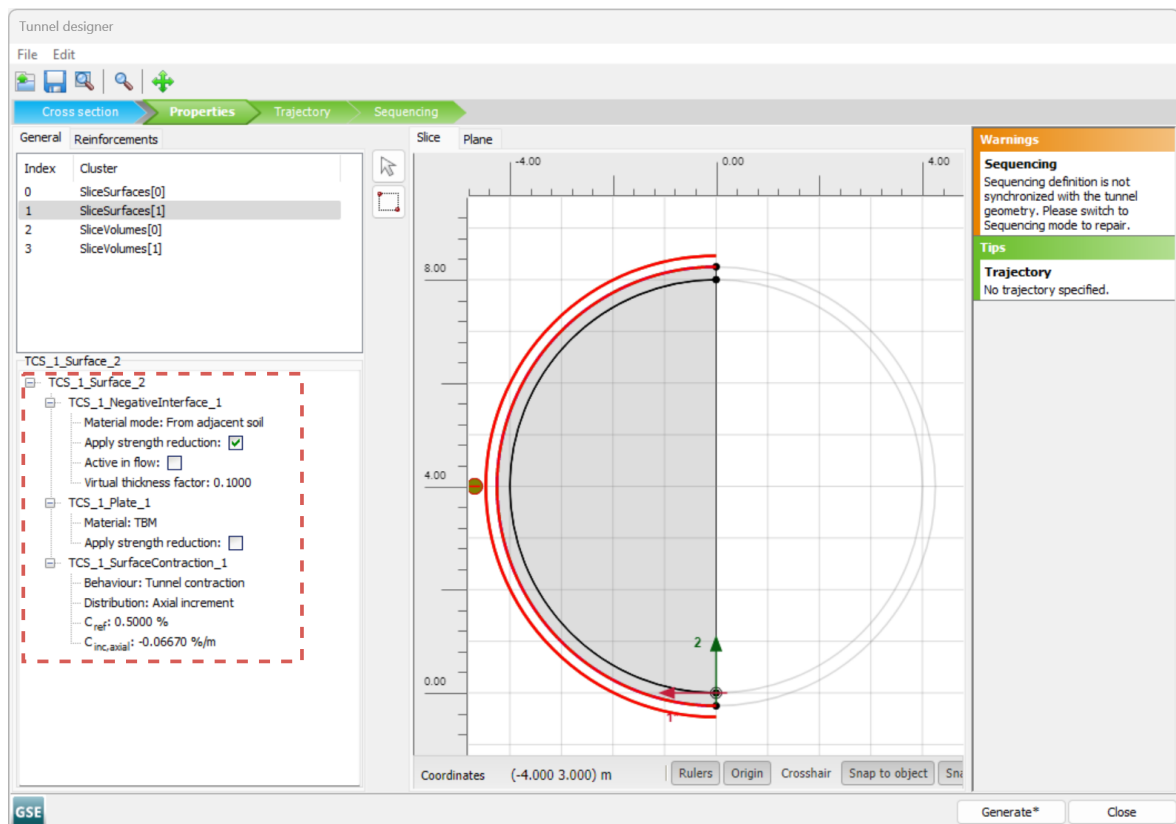 Tunnel designer
File Edit
Cross section Properties Trajectory Sequencing
General Reinforcements
Index Cluster
0 SliceSurfaces[0]
1 SliceSurfaces[1]
2 SliceVolumes[0]
3 SliceVolumes[1]
TCS_1_Surface_2
TCS_1_Surface_2
TCS_1_NegativeInterface_1
Material mode: From adjacent soil
Apply strength reduction:
Active in flow:
Virtual thickness factor: 0.1000
TCS_1_Plate_1
Material: TBM
Apply strength reduction:
TCS_1_SurfaceContraction_1
Behaviour: Tunnel contraction
Distribution: Axial increment
Cref: 0.5000 %
Cinc,axial: -0.06670 %/m
Slice Plane
-4.00 0.00 4.00
8.00
4.00
0.00
2
1
Coordinates (-4.000 3.000) m Rulers Origin Crosshair Snap to object Sna
Warnings
Sequencing
Sequencing definition is not
synchronized with the tunnel
geometry. Please switch to
Sequencing mode to repair.
Tips
Trajectory
No trajectory specified.
GSE
Generate* Close